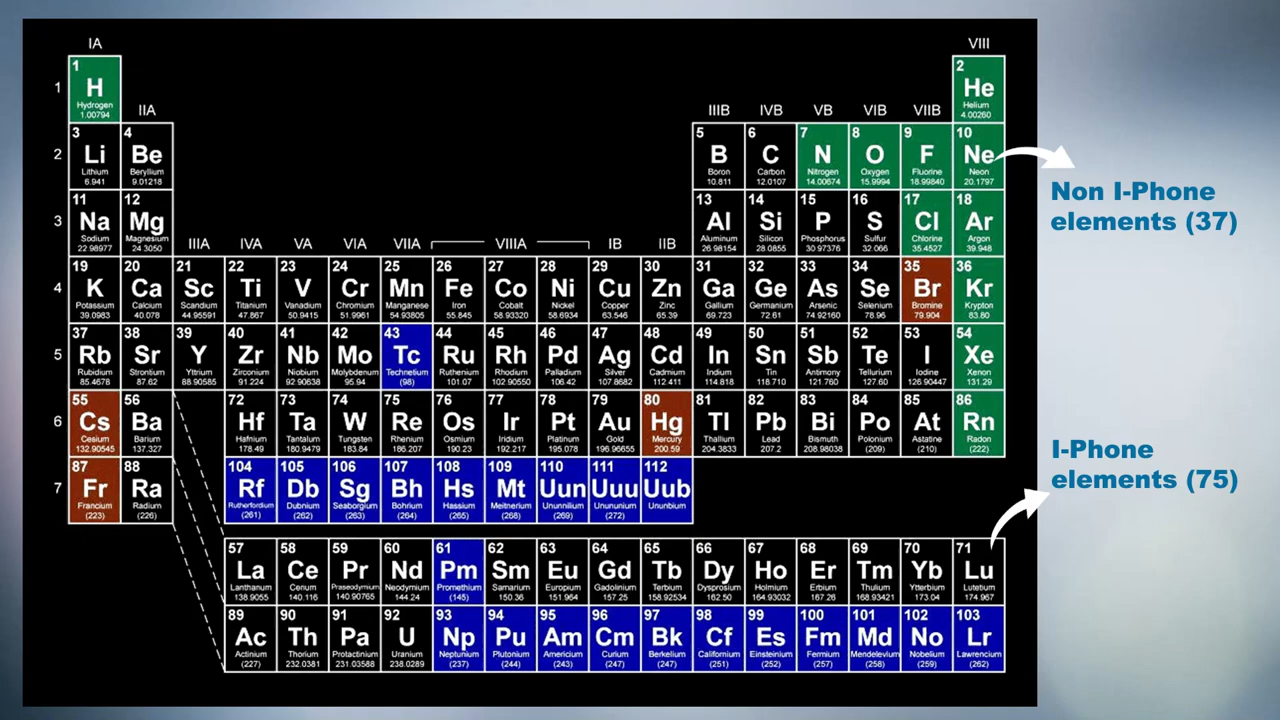 IA VIII
1 2
1 H He
Hydrogen Helium
1.00794 IIA IIIB IVB VB VIB VIIB 4.00260
3 4 5 6 7 8 9 10
2 Li Be B C N O F Ne
Lithium Beryllium Boron Carbon Nitrogen Oxygen Fluorine Neon
6.941 9.01218 10.811 12.0107 14.00674 15.9994 18.99840 20.1797
Non I-Phone
elements (37)
11 12 13 14 15 16 17 18
3 Na Mg Al Si P S Cl Ar
Sodium Magnesium Aluminum Silicon Phosphorus Sulfur Chlorine Argon
22.98977 24.3050 26.98154 28.0855 30.97376 32.066 35.4527 39.948
IIIA IVA VA VIA VIIA VIIIA IB IIB
19 20 21 22 23 24 25 26 27 28 29 30 31 32 33 34 35 36
4 K Ca Sc Ti V Cr Mn Fe Co Ni Cu Zn Ga Ge As Se Br Kr
Potassium Calcium Scandium Titanium Vanadium Chromium Manganese Iron Cobalt Nickel Copper Zinc Gallium Germanium Arsenic Selenium Bromine Krypton
39.0983 40.078 44.95591 47.867 50.9415 51.9961 54.93805 55.845 58.93320 58.6934 63.546 65.39 69.723 72.61 74.92160 78.96 79.904 83.80
37 38 39 40 41 42 43 44 45 46 47 48 49 50 51 52 53 54
5 Rb Sr Y Zr Nb Mo Tc Ru Rh Pd Ag Cd In Sn Sb Te I Xe
Rubidium Strontium Yttrium Zirconium Niobium Molybdenum Technetium Ruthenium Rhodium Palladium Silver Cadmium Indium Tin Antimony Tellurium Iodine Xenon
85.4678 87.62 88.90585 91.224 92.90638 95.94 (98) 101.07 102.90550 106.42 107.8682 112.411 114.818 118.710 121.760 127.60 126.90447 131.29
55 56 72 73 74 75 76 77 78 79 80 81 82 83 84 85 86
6 Cs Ba Hf Ta W Re Os Ir Pt Au Hg Tl Pb Bi Po At Rn
Cesium Barium Hafnium Tantalum Tungsten Rhenium Osmium Iridium Platinum Gold Mercury Thallium Lead Bismuth Polonium Astatine Radon
132.90545 137.327 178.49 180.9479 183.84 186.207 190.23 192.217 195.078 196.96655 200.59 204.3833 207.2 208.98038 (209) (210) (222)
I-Phone
elements (75)
87 88 104 105 106 107 108 109 110 111 112
7 Fr Ra Rf Db Sg Bh Hs Mt Uun Uuu Uub
Francium Radium Rutherfordium Dubnium Seaborgium Bohrium Hassium Meitnerium Ununnilium Unununium Ununbium
(223) (226) (261) (262) (263) (264) (265) (268) (269) (272)
57 58 59 60 61 62 63 64 65 66 67 68 69 70 71
La Ce Pr Nd Pm Sm Eu Gd Tb Dy Ho Er Tm Yb Lu
Lanthanum Cerium Praseodymium Neodymium Promethium Samarium Europium Gadolinium Terbium Dysprosium Holmium Erbium Thulium Ytterbium Lutetium
138.9055 140.116 140.90765 144.24 (145) 150.36 151.964 157.25 158.92534 162.50 164.93032 167.26 168.93421 173.04 174.967
89 90 91 92 93 94 95 96 97 98 99 100 101 102 103
Ac Th Pa U Np Pu Am Cm Bk Cf Es Fm Md No Lr
Actinium Thorium Protactinium Uranium Neptunium Plutonium Americium Curium Berkelium Californium Einsteinium Fermium Mendelevium Nobelium Lawrencium
(227) 232.0381 231.03588 238.0289 (237) (244) (243) (247) (247) (251) (252) (257) (258) (259) (262)